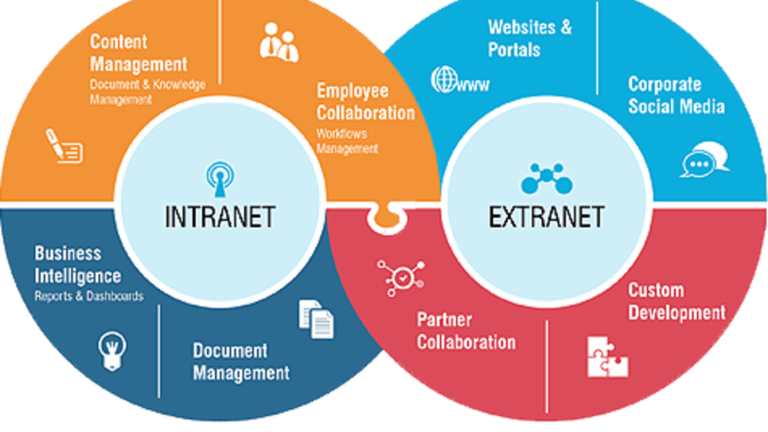 Content
Management
Document & Knowledge
Management
Employee
Collaboration
Workflows
Management
INTRANET
Business
Intelligence
Reports & Dashboards
Document
Management
Websites &
Portals
www
Corporate
Social Media
EXTRANET
Partner
Collaboration
Custom
Development